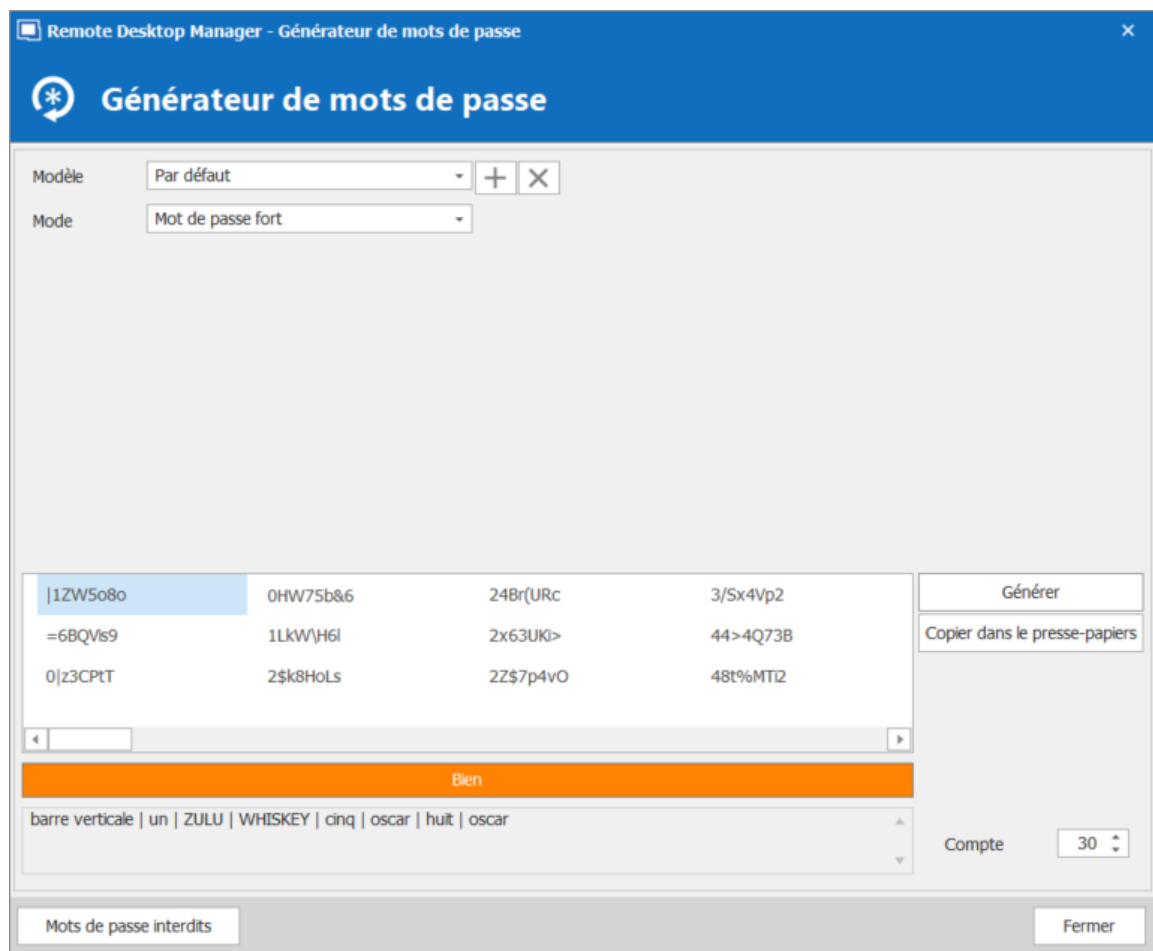 Remote Desktop Manager - Générateur de mots de passe
Générateur de mots de passe
Modèle Par défaut
Mode Mot de passe fort
|1ZW5o8o 0HW75b&6 24Br(URc 3/Sx4Vp2
=6BQVis9 1LkW\H6l 2x63UKi> 44>4Q73B
0|z3CPtT 2$k8HoLs 2Z$7p4vO 48t%MTi2
Générer
Copier dans le presse-papiers
Bien
barre verticale | un | ZULU | WHISKEY | cinq | oscar | huit | oscar
Compte 30
Mots de passe interdits Fermer